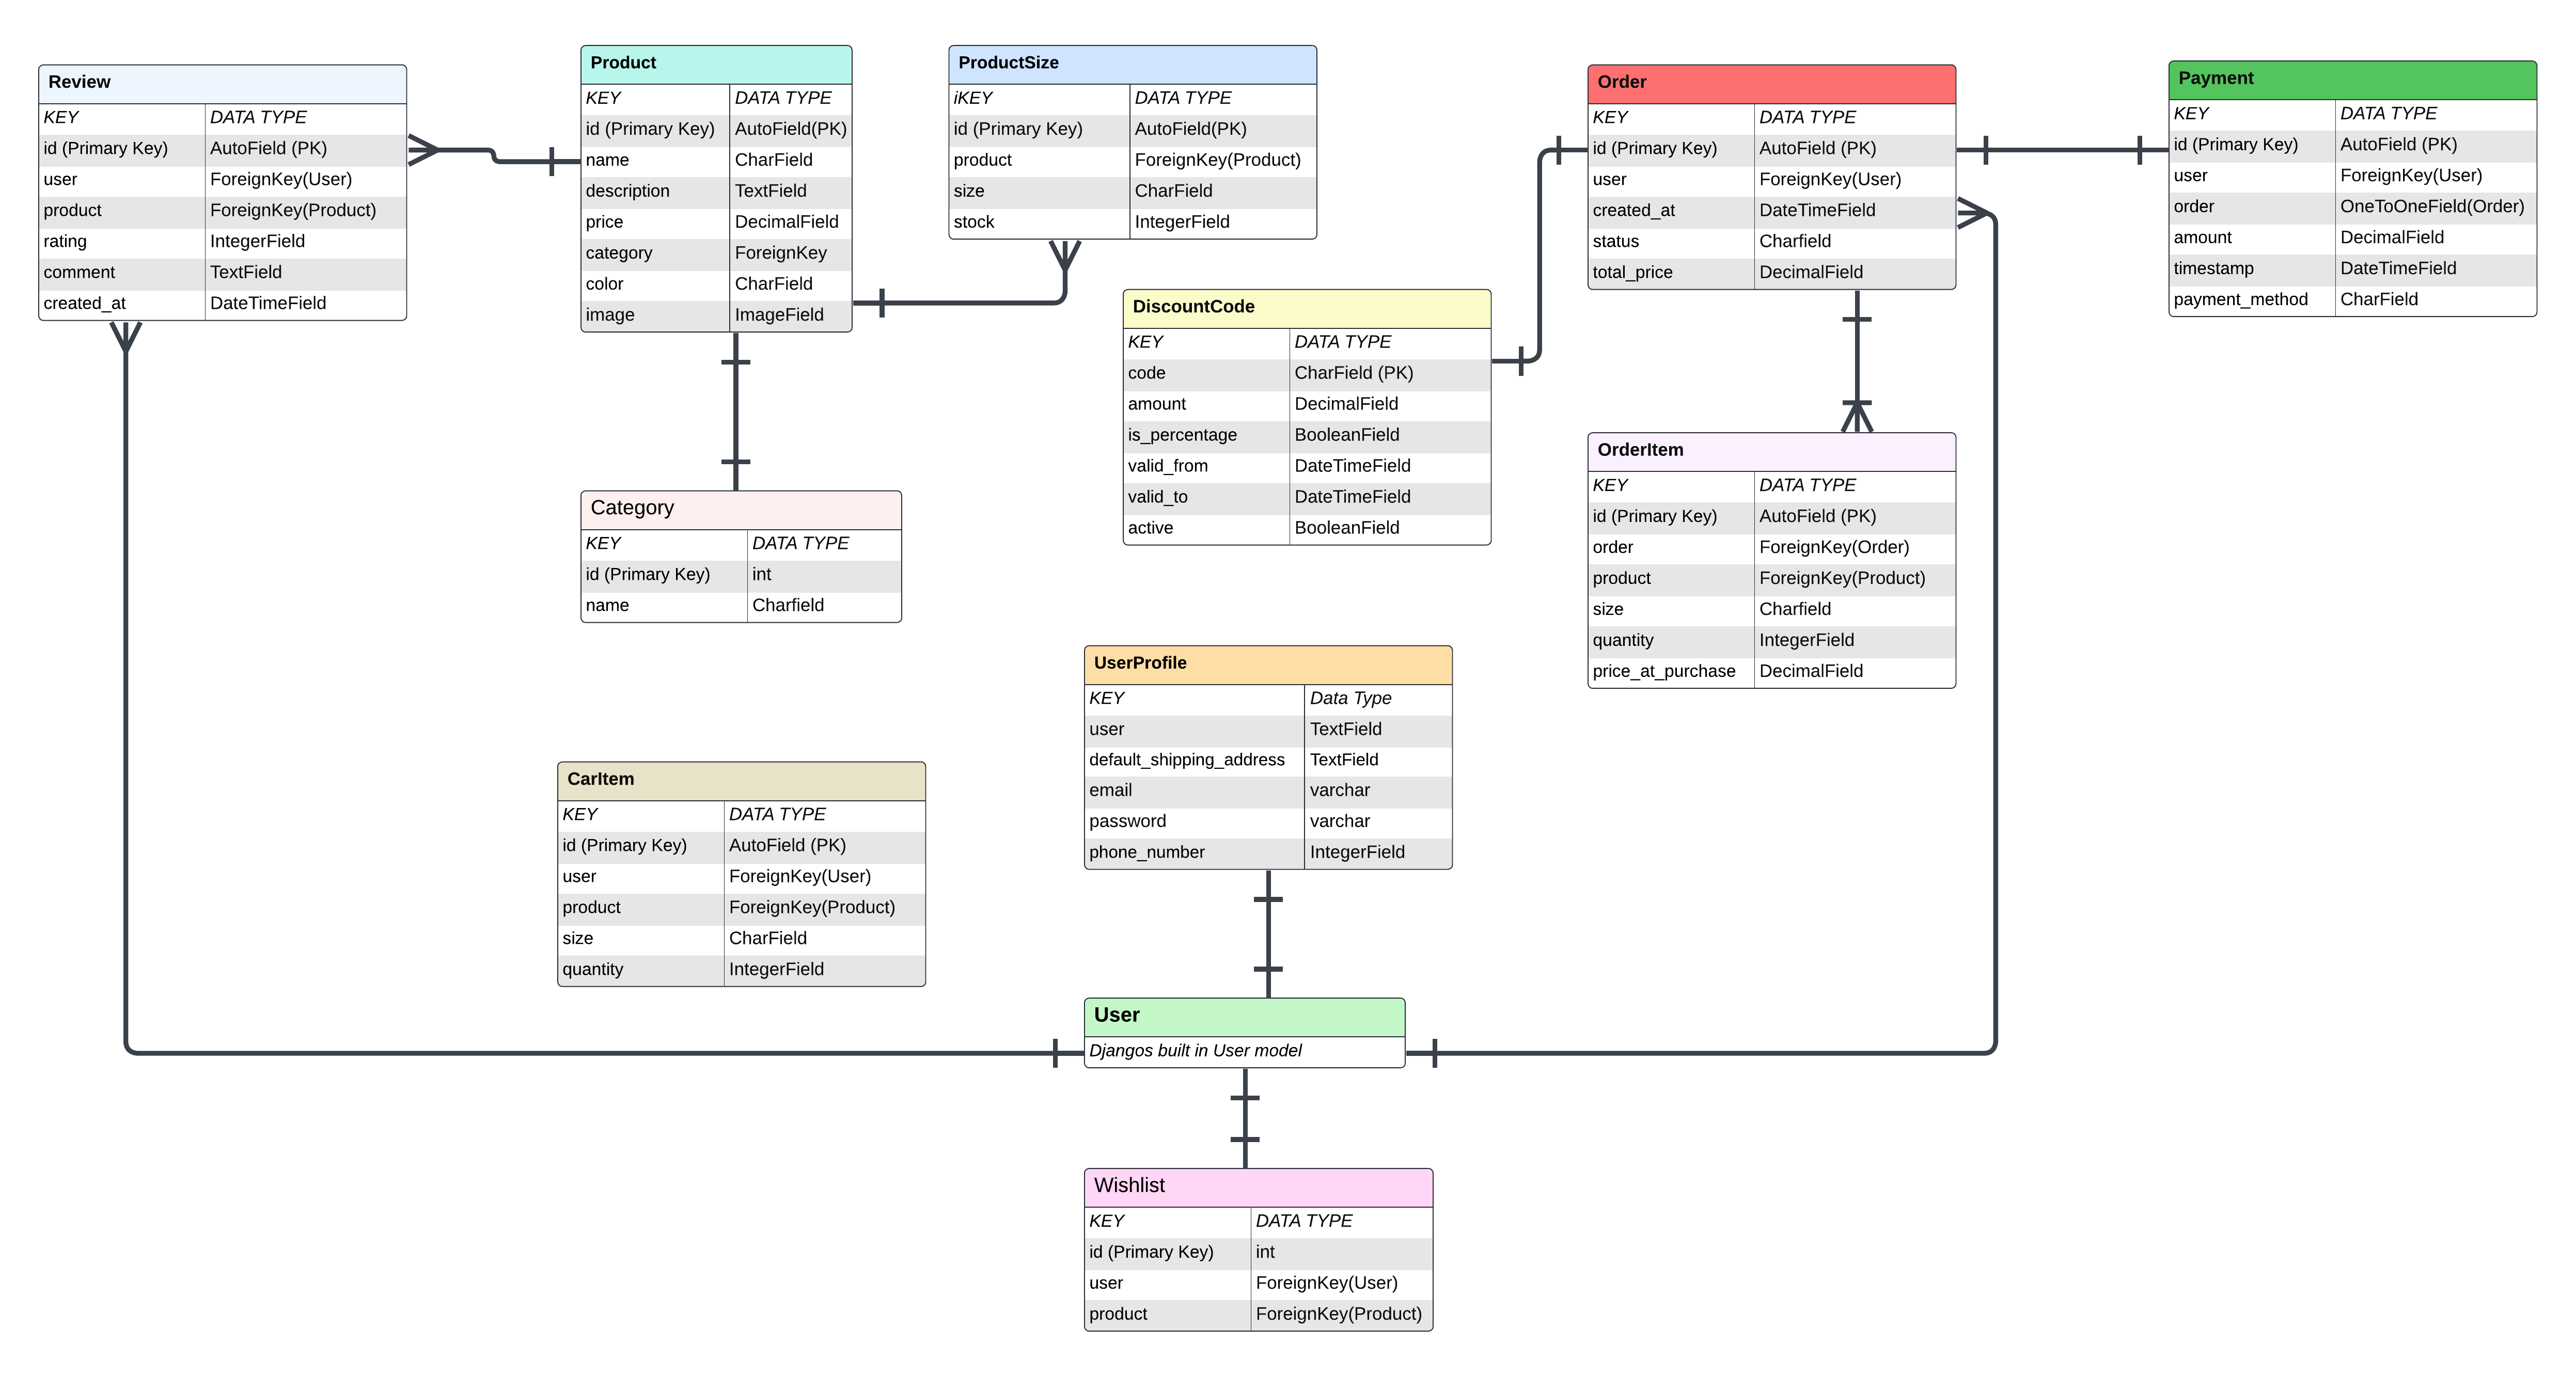 Review
KEY DATA TYPE
id (Primary Key) AutoField (PK)
user ForeignKey(User)
product ForeignKey(Product)
rating IntegerField
comment TextField
created_at DateTimeField
Product
KEY DATA TYPE
id (Primary Key) AutoField(PK)
name CharField
description TextField
price DecimalField
category ForeignKey
color CharField
image ImageField
ProductSize
iKEY DATA TYPE
id (Primary Key) AutoField(PK)
product ForeignKey(Product)
size CharField
stock IntegerField
Order
KEY DATA TYPE
id (Primary Key) AutoField (PK)
user ForeignKey(User)
created_at DateTimeField
status Charfield
total_price DecimalField
Payment
KEY DATA TYPE
id (Primary Key) AutoField (PK)
user ForeignKey(User)
order OneToOneField(Order)
amount DecimalField
timestamp DateTimeField
payment_method CharField
DiscountCode
KEY DATA TYPE
code CharField (PK)
amount DecimalField
is_percentage BooleanField
valid_from DateTimeField
valid_to DateTimeField
active BooleanField
OrderItem
KEY DATA TYPE
id (Primary Key) AutoField (PK)
order ForeignKey(Order)
product ForeignKey(Product)
size Charfield
quantity IntegerField
price_at_purchase DecimalField
Category
KEY DATA TYPE
id (Primary Key) int
name Charfield
UserProfile
KEY Data Type
user TextField
default_shipping_address TextField
email varchar
password varchar
phone_number IntegerField
CarItem
KEY DATA TYPE
id (Primary Key) AutoField (PK)
user ForeignKey(User)
product ForeignKey(Product)
size CharField
quantity IntegerField
User
Djangos built in User model
Wishlist
KEY DATA TYPE
id (Primary Key) int
user ForeignKey(User)
product ForeignKey(Product)